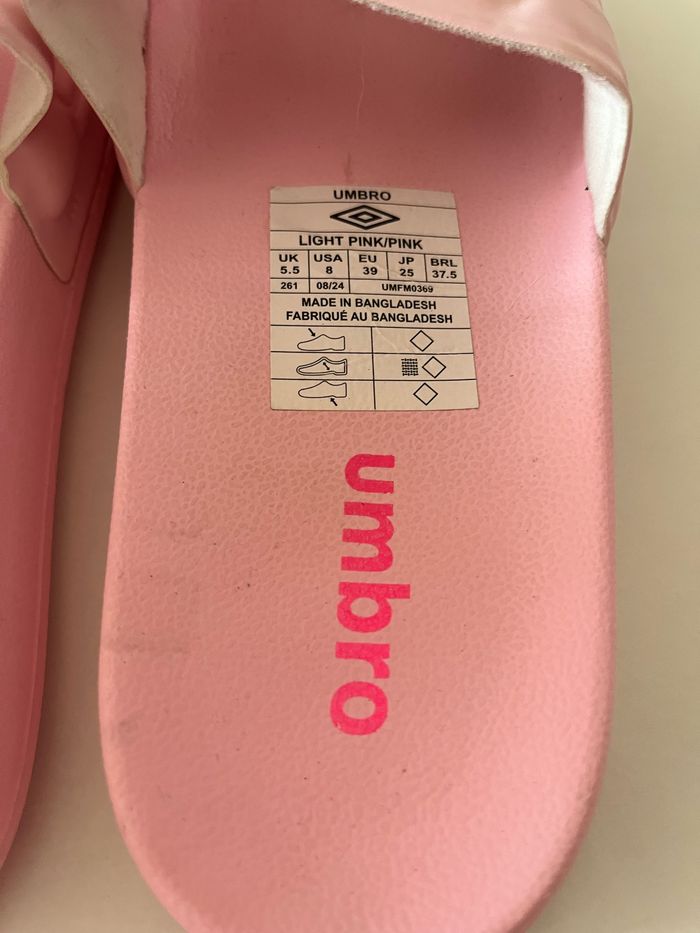 UMBRO
LIGHT PINK/PINK
UK USA EU JP BRL
5.5 8 39 25 37.5
261 08/24 UMFM0369
MADE IN BANGLADESH
FABRIQUÉ AU BANGLADESH
umbro